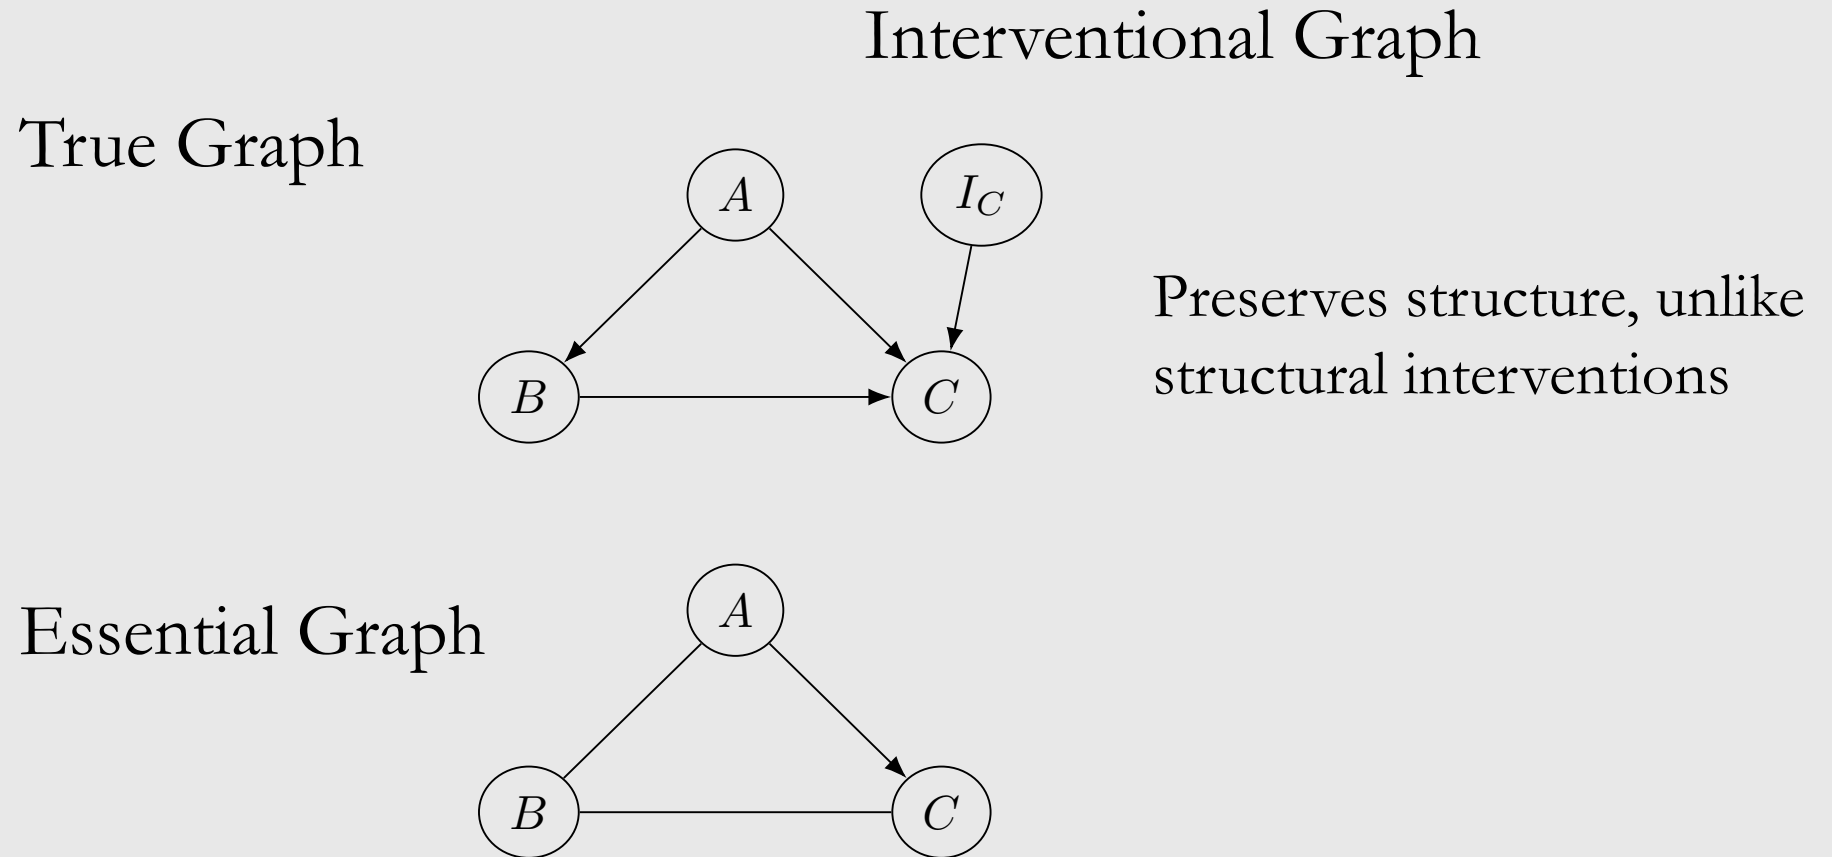 Interventional Graph
True Graph
A
I_C
Preserves structure, unlike
structural interventions
B
C
A
Essential Graph
B
C